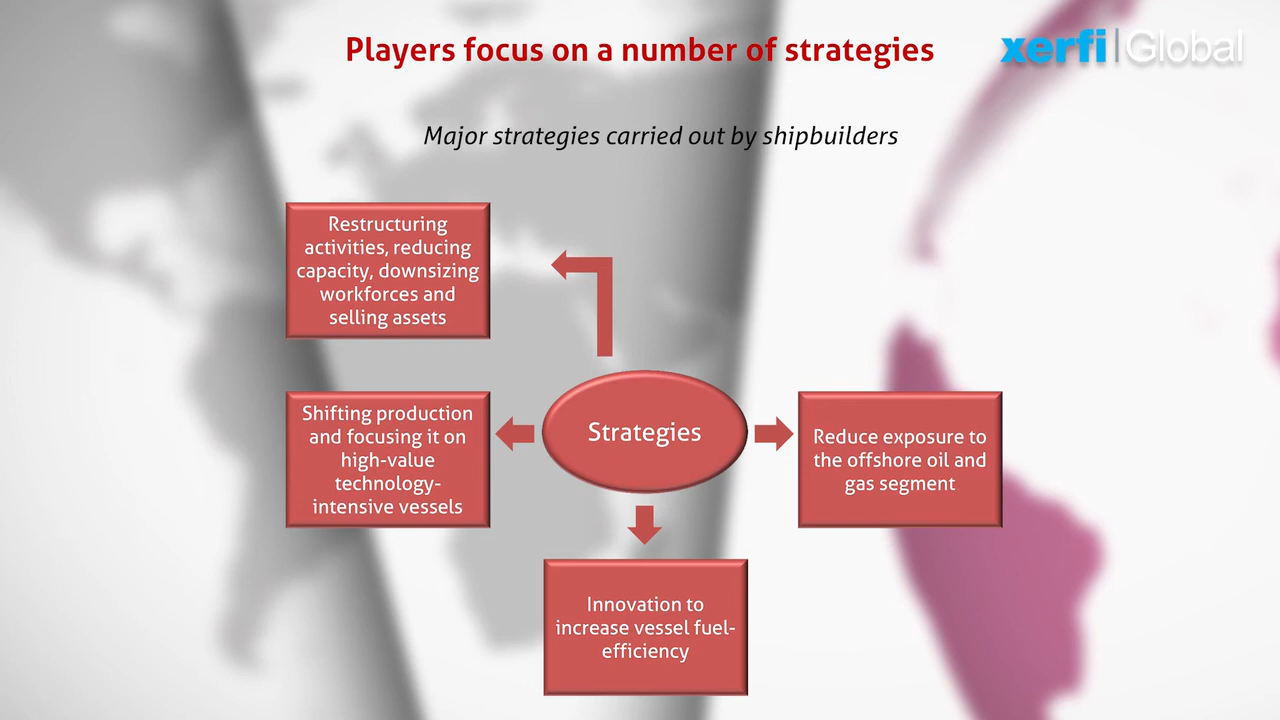 Players focus on a number of strategies
xerfi Global
Major strategies carried out by shipbuilders
Restructuring
activities, reducing
capacity, downsizing
workforces and
selling assets
Shifting production
and focusing it on
high-value
technology-
intensive vessels
Strategies
Reduce exposure to
the offshore oil and
gas segment
Innovation to
increase vessel fuel-
efficiency